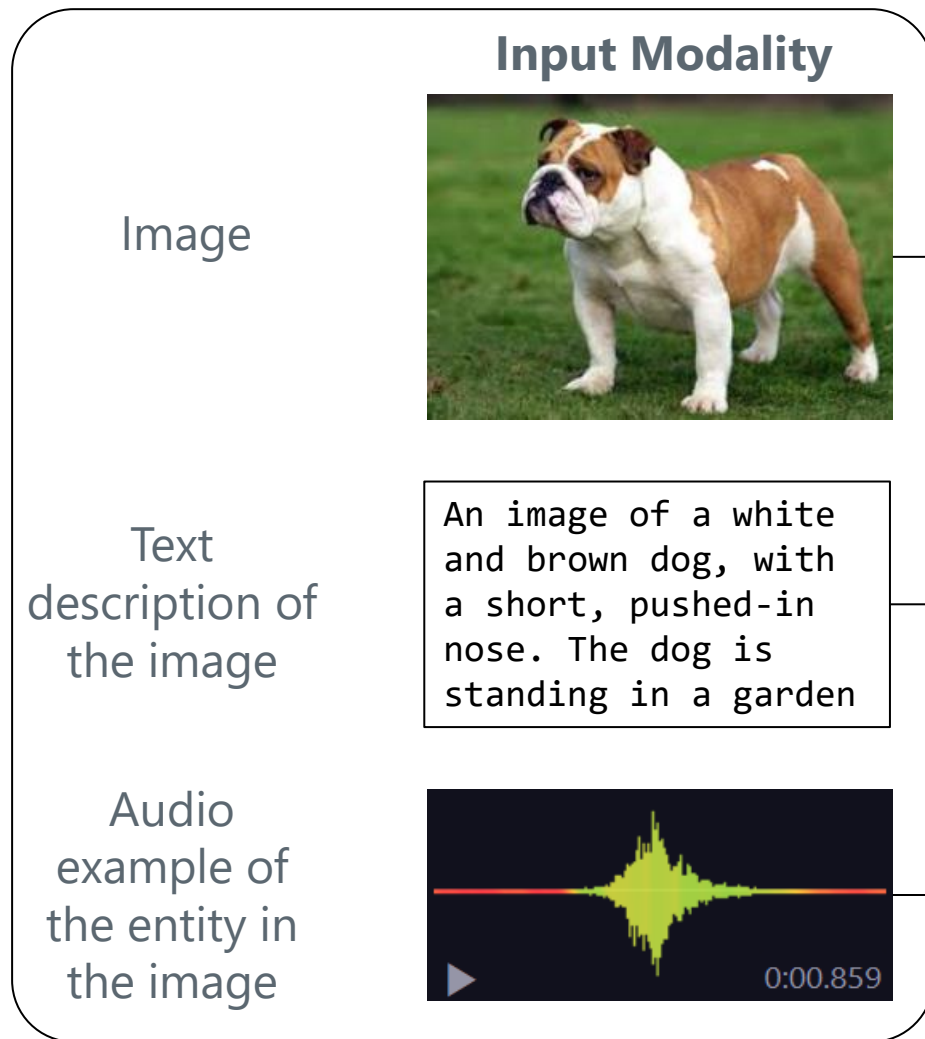 Input Modality
Image
Text
description of
the image
An image of a white
and brown dog, with
a short, pushed-in
nose. The dog is
standing in a garden
Audio
example of
the entity in
the image
0:00.859